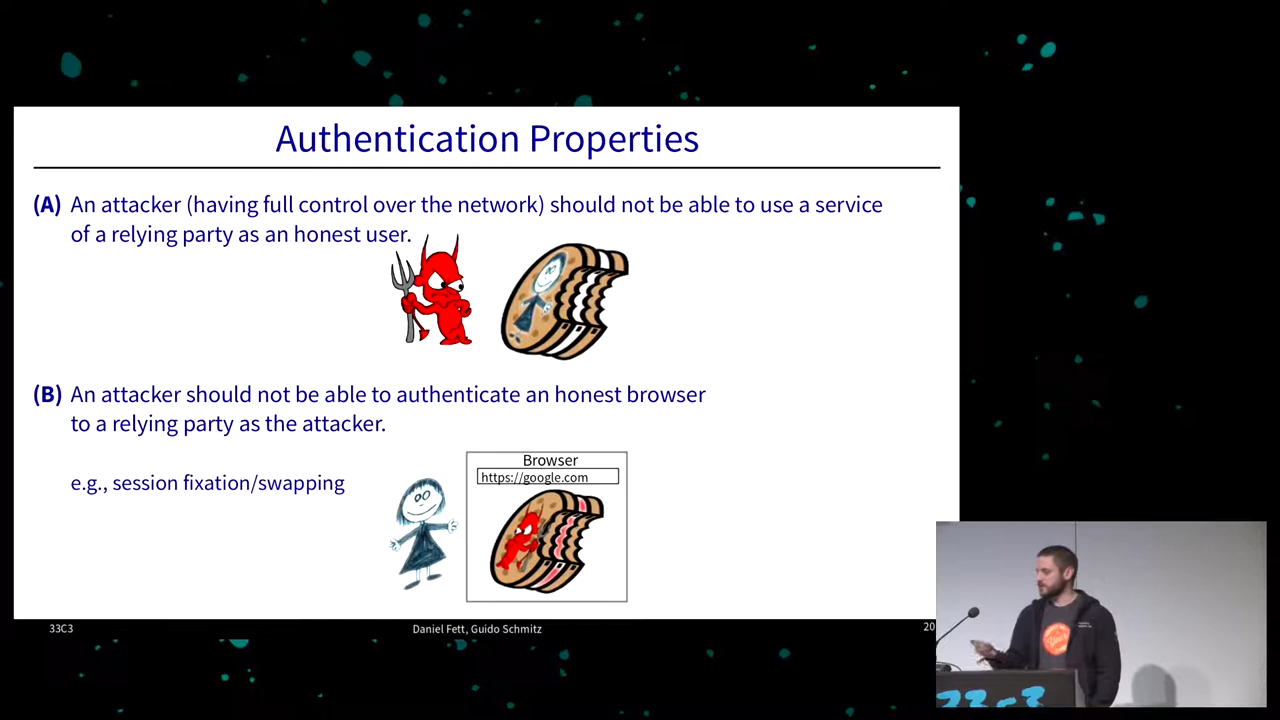 Authentication Properties
(A) An attacker (having full control over the network) should not be able to use a service
of a relying party as an honest user.
(B) An attacker should not be able to authenticate an honest browser
to a relying party as the attacker.
e.g., session fixation/swapping
Browser
https://google.com
33C3
Daniel Fett, Guido Schmitz
20